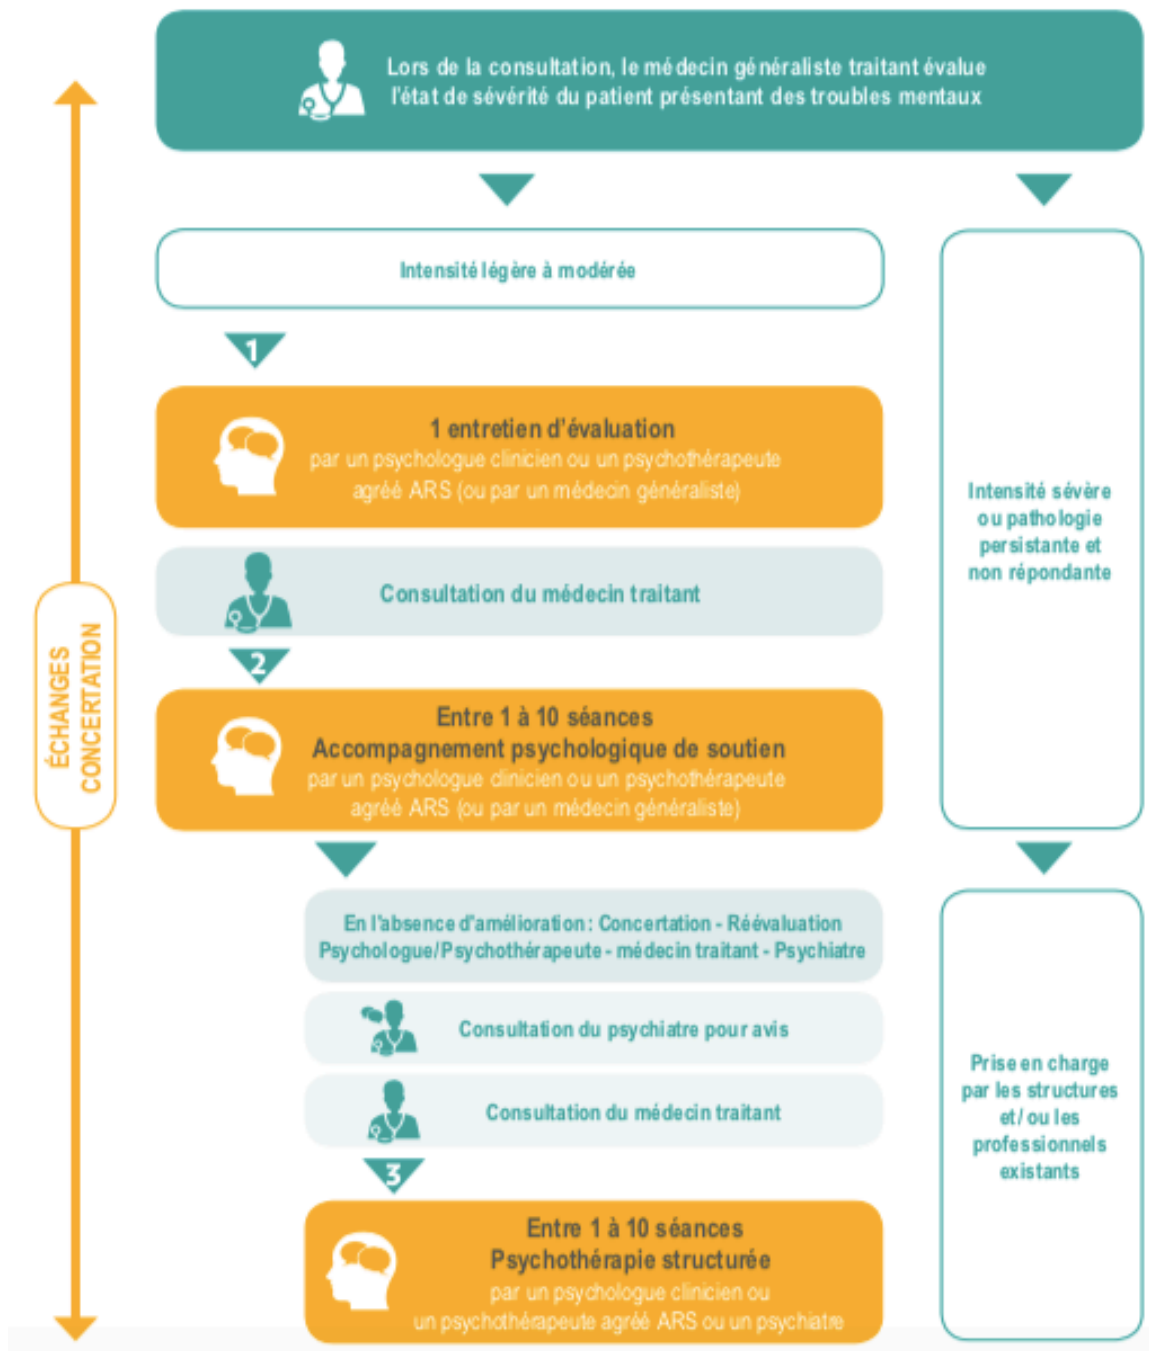 Lors de la consultation, le médecin généraliste traitant évalue
l'état de sévérité du patient présentant des troubles mentaux
Intensité légère à modérée
1
1 entretien d’évaluation
par un psychologue clinicien ou un psychothérapeute
agréé ARS (ou par un médecin généraliste)
Consultation du médecin traitant
2
Entre 1 à 10 séances
Accompagnement psychologique de soutien
par un psychologue clinicien ou un psychothérapeute
agréé ARS (ou par un médecin généraliste)
En l'absence d'amélioration : Concertation - Réévaluation
Psychologue/Psychothérapeute - médecin traitant - Psychiatre
Consultation du psychiatre pour avis
Consultation du médecin traitant
3
Entre 1 à 10 séances
Psychothérapie structurée
par un psychologue clinicien ou
un psychothérapeute agréé ARS ou un psychiatre
Intensité sévère
ou pathologie
persistante et
non répondante
Prise en charge
par les structures
et/ ou les
professionnels
existants
ÉCHANGES
CONCERTATION